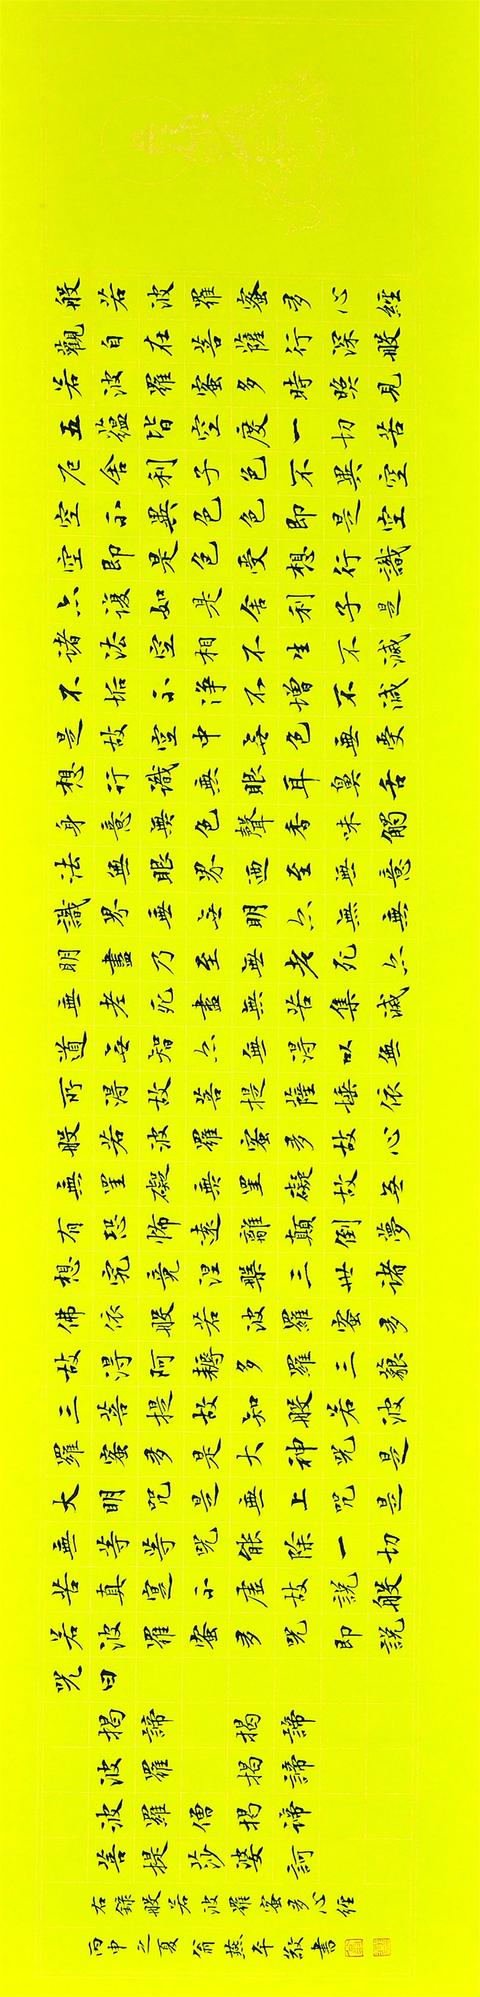 般若波羅蜜多心經
觀自在菩薩行深般
若波羅蜜多時照見
五蘊皆空度一切苦
厄舍利子色不異空
空不異色色即是空
空即是色受想行識
亦復如是舍利子是
諸法空相不生不滅
不垢不淨不增不減
是故空中無色無受
想行識無眼耳鼻舌
身意無色聲香味觸
法無眼界迺至無意
識界無無明亦無無
明盡乃至無老死亦
無老死盡無苦集滅
道無智亦無得以無
所得故菩提薩埵依
般若波羅蜜多故心
無罣礙無罣礙故無
有恐怖遠離顛倒夢
想究竟涅槃三世諸
佛依般若波羅蜜多
故得阿耨多羅三藐
三菩提故知般若波
羅蜜多是大神咒是
大明咒是無上咒是
無等等咒能除一切
苦真實不虛故說般
若波羅蜜多咒即說
咒曰
揭諦 揭諦
波羅 揭諦
波羅僧揭諦
菩提莎婆訶
右錄般若波羅蜜多心經
丙申之夏 翁燕 敬書